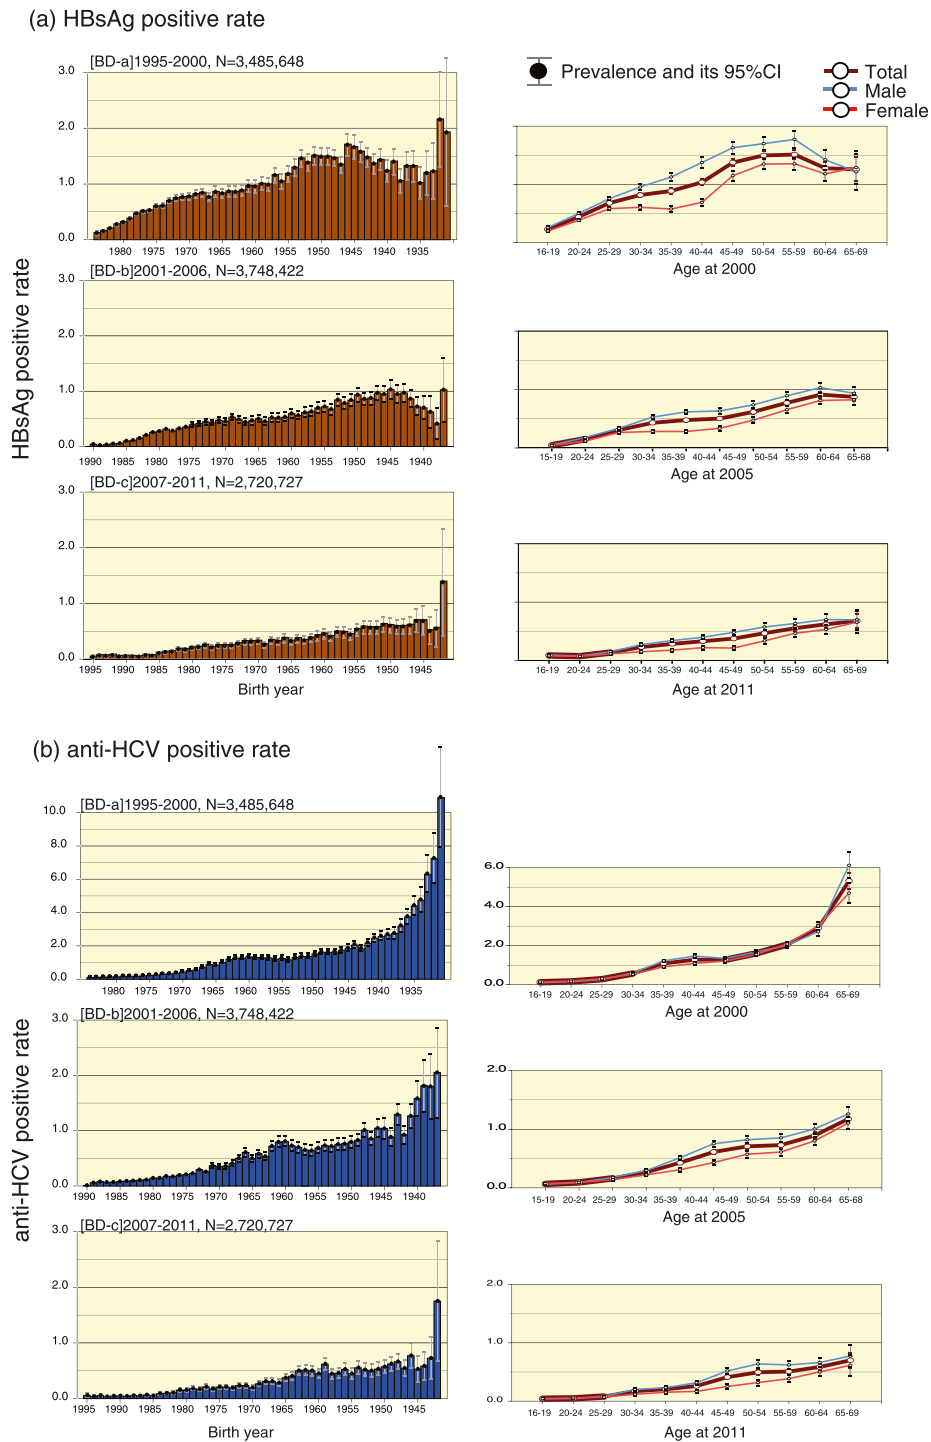 (a) HBsAg positive rate
[BD-a]1995-2000, N=3,485,648
3.0
2.0
1.0
0.0
1980 1975 1970 1965 1960 1955 1950 1945 1940 1935
Prevalence and its 95%CI
Total
Male
Female
16-19 20-24 25-29 30-34 35-39 40-44 45-49 50-54 55-59 60-64 65-69
Age at 2000
HBsAg positive rate
[BD-b]2001-2006, N=3,748,422
3.0
2.0
1.0
0.0
1990 1985 1980 1975 1970 1965 1960 1955 1950 1945 1940
15-19 20-24 25-29 30-34 35-39 40-44 45-49 50-54 55-59 60-64 65-68
Age at 2005
[BD-c]2007-2011, N=2,720,727
3.0
2.0
1.0
0.0
1995 1990 1985 1980 1975 1970 1965 1960 1955 1950 1945
Birth year
16-19 20-24 25-29 30-34 35-39 40-44 45-49 50-54 55-59 60-64 65-69
Age at 2011
(b) anti-HCV positive rate
[BD-a]1995-2000, N=3,485,648
10.0
8.0
6.0
4.0
2.0
0.0
1980 1975 1970 1965 1960 1955 1950 1945 1940 1935
6.0
4.0
2.0
0.0
16-19 20-24 25-29 30-34 35-39 40-44 45-49 50-54 55-59 60-64 65-69
Age at 2000
anti-HCV positive rate
[BD-b]2001-2006, N=3,748,422
3.0
2.0
1.0
0.0
1990 1985 1980 1975 1970 1965 1960 1955 1950 1945 1940
2.0
1.0
0.0
15-19 20-24 25-29 30-34 35-39 40-44 45-49 50-54 55-59 60-64 65-68
Age at 2005
[BD-c]2007-2011, N=2,720,727
3.0
2.0
1.0
0.0
1995 1990 1985 1980 1975 1970 1965 1960 1955 1950 1945
Birth year
2.0
1.0
0.0
16-19 20-24 25-29 30-34 35-39 40-44 45-49 50-54 55-59 60-64 65-69
Age at 2011